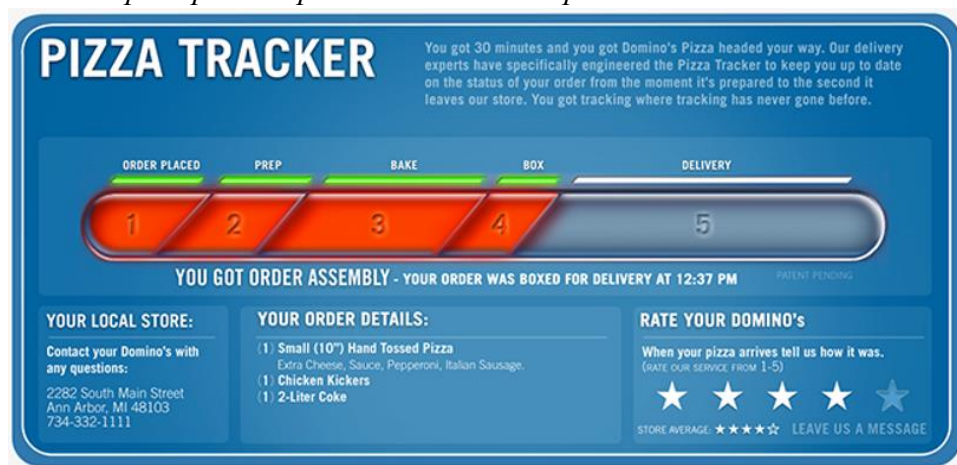 PIZZA TRACKER
You got 30 minutes and you got Domino's Pizza headed your way. Our delivery
experts have specifically engineered the Pizza Tracker to keep you up to date
on the status of your order from the moment it's prepared to the second it
leaves our store. You got tracking where tracking has never gone before.
ORDER PLACED PREP BAKE BOX DELIVERY
1 2 3 4 5
YOU GOT ORDER ASSEMBLY - YOUR ORDER WAS BOXED FOR DELIVERY AT 12:37 PM
PATENT PENDING
YOUR LOCAL STORE:
Contact your Domino's with
any questions:
2282 South Main Street
Ann Arbor, MI 48103
734-332-1111
YOUR ORDER DETAILS:
(1) Small (10") Hand Tossed Pizza
Extra Cheese, Sauce, Pepperoni, Italian Sausage.
(1) Chicken Kickers
(1) 2-Liter Coke
RATE YOUR DOMINO's
When your pizza arrives tell us how it was.
(RATE OUR SERVICE FROM 1-5)
STORE AVERAGE: ★★★★☆ LEAVE US A MESSAGE